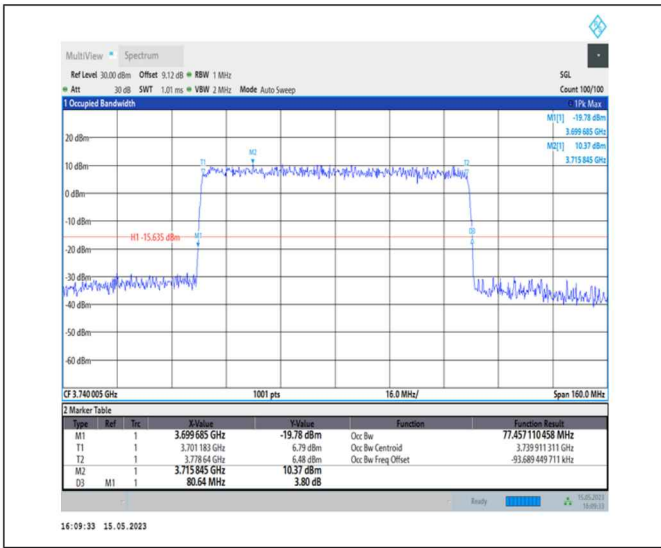 MultiView Spectrum
Ref Level 30.00 dBm Offset 9.12 dB RBW 1 MHz SGL
Att 30 dB SWT 1.01 ms VBW 2 MHz Mode Auto Sweep Count 100/100
1 Occupied Bandwidth 1Pk Max
M1[1] -19.78 dBm
3.699 685 GHz
M2[1] 10.37 dBm
3.715 845 GHz
20 dBm
M2
T1 T2
10 dBm
0 dBm
-10 dBm
H1 -15.635 dBm M1 D3
-20 dBm
-30 dBm
-40 dBm
-50 dBm
-60 dBm
CF 3.740 005 GHz 1001 pts 16.0 MHz/ Span 160.0 MHz
2 Marker Table
Type Ref Trc X-Value Y-Value Function Function Result
M1 1 3.699 685 GHz -19.78 dBm Occ Bw 77.457 110 458 MHz
T1 1 3.701 183 GHz 6.79 dBm Occ Bw Centroid 3.739 911 311 GHz
T2 1 3.778 64 GHz 6.48 dBm Occ Bw Freq Offset -93.689 449 711 kHz
M2 1 3.715 845 GHz 10.37 dBm
D3 M1 1 80.64 MHz 3.80 dB
Ready 15.05.2023
16:09:33
16:09:33 15.05.2023